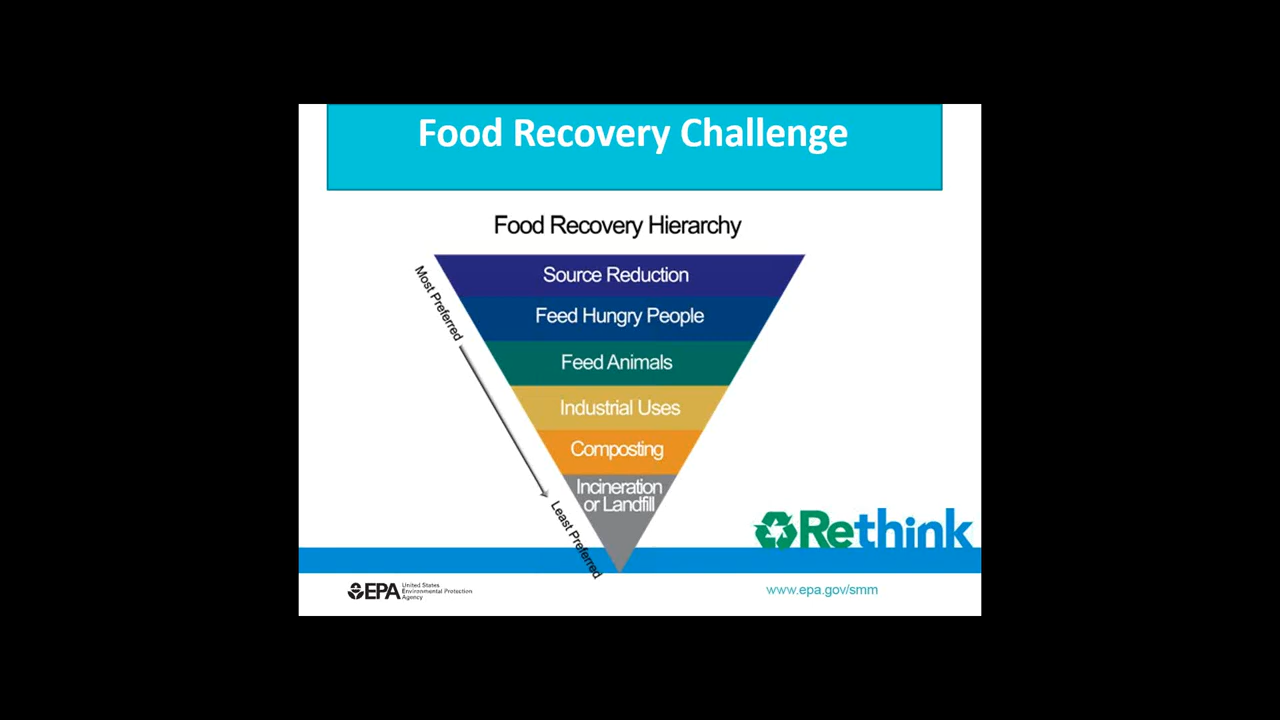 Food Recovery Challenge
Food Recovery Hierarchy
Most Preferred
Source Reduction
Feed Hungry People
Feed Animals
Industrial Uses
Composting
Incineration
or Landfill
Least Preferred
Rethink
EPA
United States
Environmental Protection
Agency
www.epa.gov/smm